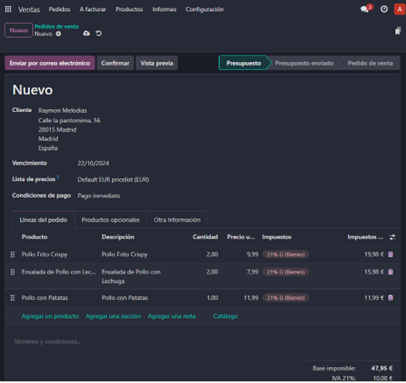 Ventas Pedidos A facturar Productos Informes Configuración
A
Nuevo Pedidos de venta
Nuevo
Enviar por correo electrónico Confirmar Vista previa Presupuesto Presupuesto enviado Pedido de venta
Nuevo
Cliente Raymon Melodias
Calle la pantomima, 56
28015 Madrid
Madrid
España
Vencimiento 22/10/2024
Lista de precios ? Default EUR pricelist (EUR)
Condiciones de pago Pago inmediato
Líneas del pedido Productos opcionales Otra información
Producto Descripción Cantidad Precio u... Impuestos Impuestos ...
Pollo Frito Crispy Pollo Frito Crispy 2,00 9,99 21% G (Bienes) 19,98 €
Ensalada de Pollo con Lec... Ensalada de Pollo con 2,00 7,99 21% G (Bienes) 15,98 €
Lechuga
Pollo con Patatas Pollo con Patatas 1,00 11,99 21% G (Bienes) 11,99 €
Agregar un producto Agregar una sección Agregar una nota Catálogo
Términos y condiciones...
Base imponible: 47,95 €
IVA 21%: 10,08 €